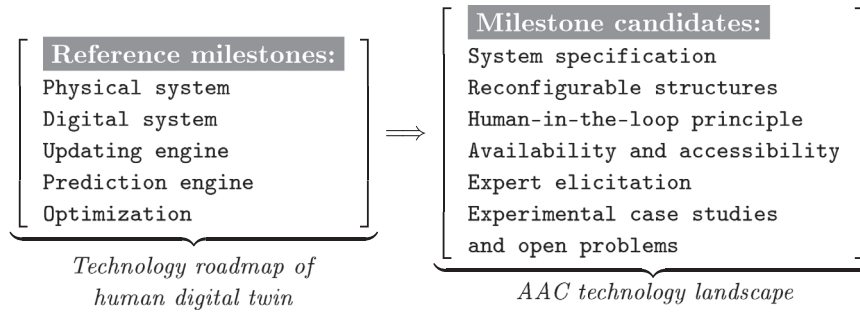 Reference milestones:
Physical system
Digital system
Updating engine
Prediction engine
Optimization
Technology roadmap of
human digital twin
⟹
Milestone candidates:
System specification
Reconfigurable structures
Human-in-the-loop principle
Availability and accessibility
Expert elicitation
Experimental case studies
and open problems
AAC technology landscape